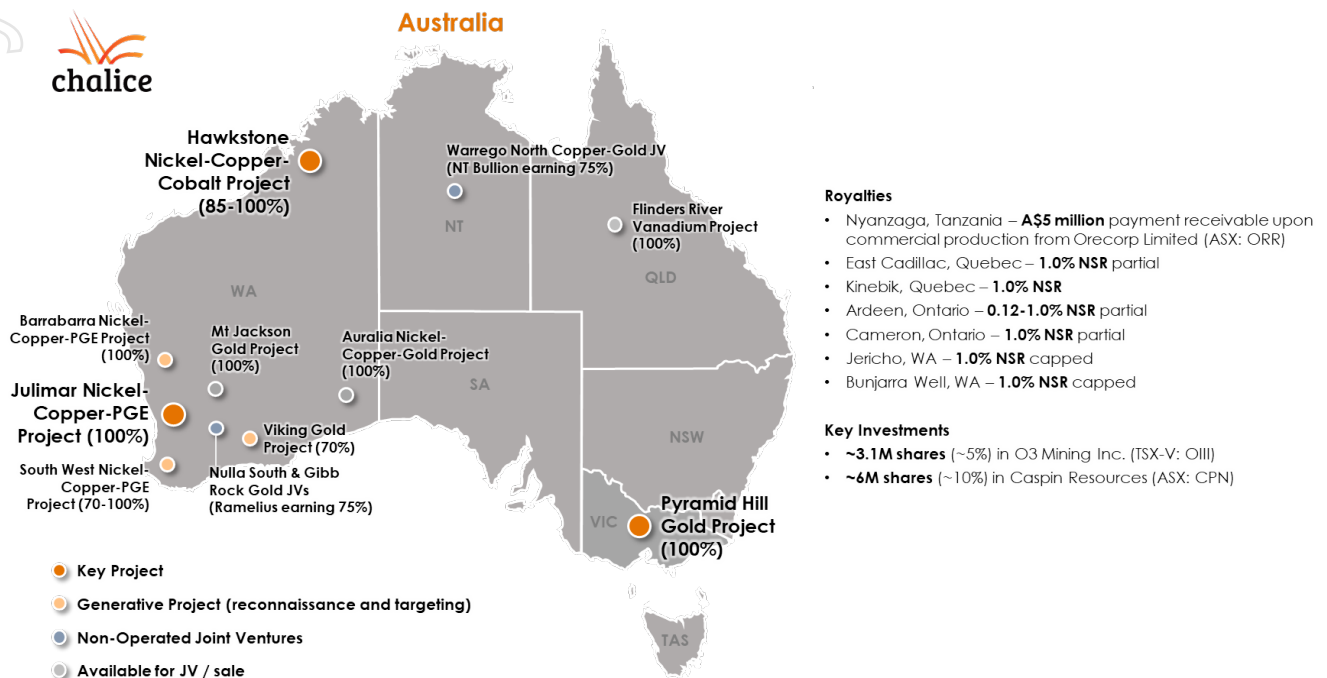 Australia
chalice
Hawkstone
Nickel-Copper-
Cobalt Project
(85-100%)
Warrego North Copper-Gold JV
(NT Bullion earning 75%)
Flinders River
Vanadium Project
(100%)
NT
QLD
WA
Barrabarra Nickel-
Copper-PGE Project
(100%)
Mt Jackson
Gold Project
(100%)
Auralia Nickel-
Copper-Gold Project
(100%)
SA
Julimar Nickel-
Copper-PGE
Project (100%)
Viking Gold
Project (70%)
NSW
South West Nickel-
Copper-PGE
Project (70-100%)
Nulla South & Gibb
Rock Gold JVs
(Ramelius earning 75%)
VIC
Pyramid Hill
Gold Project
(100%)
TAS
Key Project
Generative Project (reconnaissance and targeting)
Non-Operated Joint Ventures
Available for JV / sale
Royalties
• Nyanzaga, Tanzania – A$5 million payment receivable upon
commercial production from Orecorp Limited (ASX: ORR)
• East Cadillac, Quebec – 1.0% NSR partial
• Kinebik, Quebec – 1.0% NSR
• Ardeen, Ontario – 0.12-1.0% NSR partial
• Cameron, Ontario – 1.0% NSR partial
• Jericho, WA – 1.0% NSR capped
• Bunjarra Well, WA – 1.0% NSR capped
Key Investments
• ~3.1M shares (~5%) in O3 Mining Inc. (TSX-V: OIII)
• ~6M shares (~10%) in Caspin Resources (ASX: CPN)